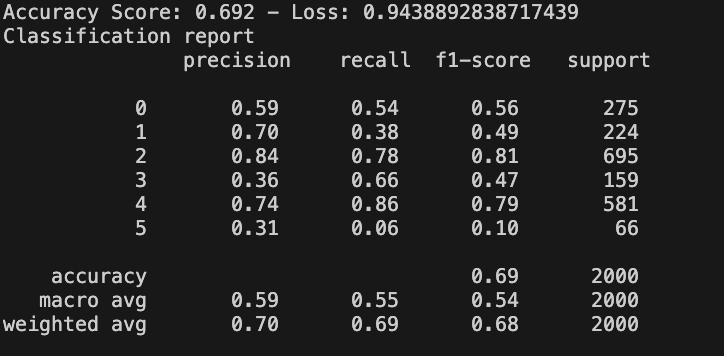 Accuracy Score: 0.692 - Loss: 0.9438892838717439
Classification report
precision recall f1-score support
0 0.59 0.54 0.56 275
1 0.70 0.38 0.49 224
2 0.84 0.78 0.81 695
3 0.36 0.66 0.47 159
4 0.74 0.86 0.79 581
5 0.31 0.06 0.10 66
accuracy 0.69 2000
macro avg 0.59 0.55 0.54 2000
weighted avg 0.70 0.69 0.68 2000